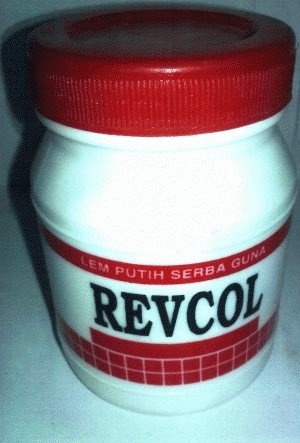 LEM PUTIH SERBA GUNA
REVCOL